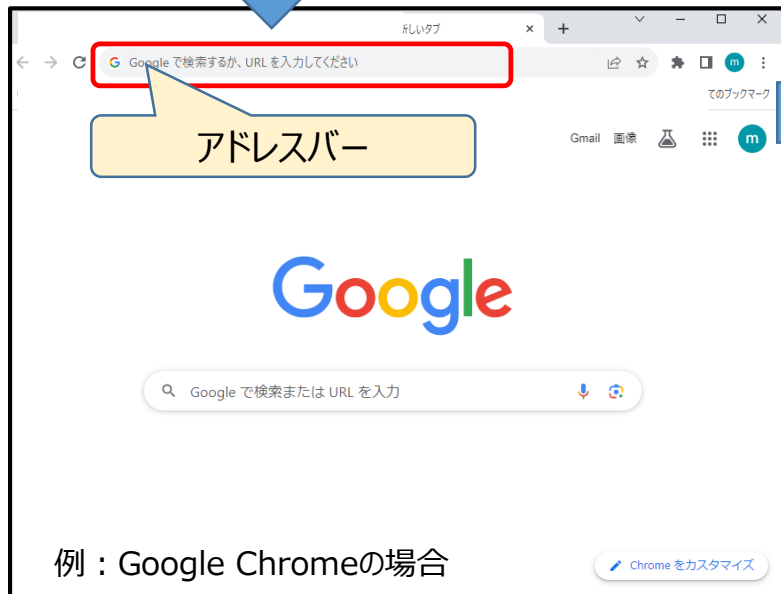 新しいタブ
Google で検索するか、URL を入力してください
m
てのブックマーク
アドレスバー
Gmail 画像
m
Google
Google で検索または URL を入力
例：Google Chromeの場合
Chrome をカスタマイズ